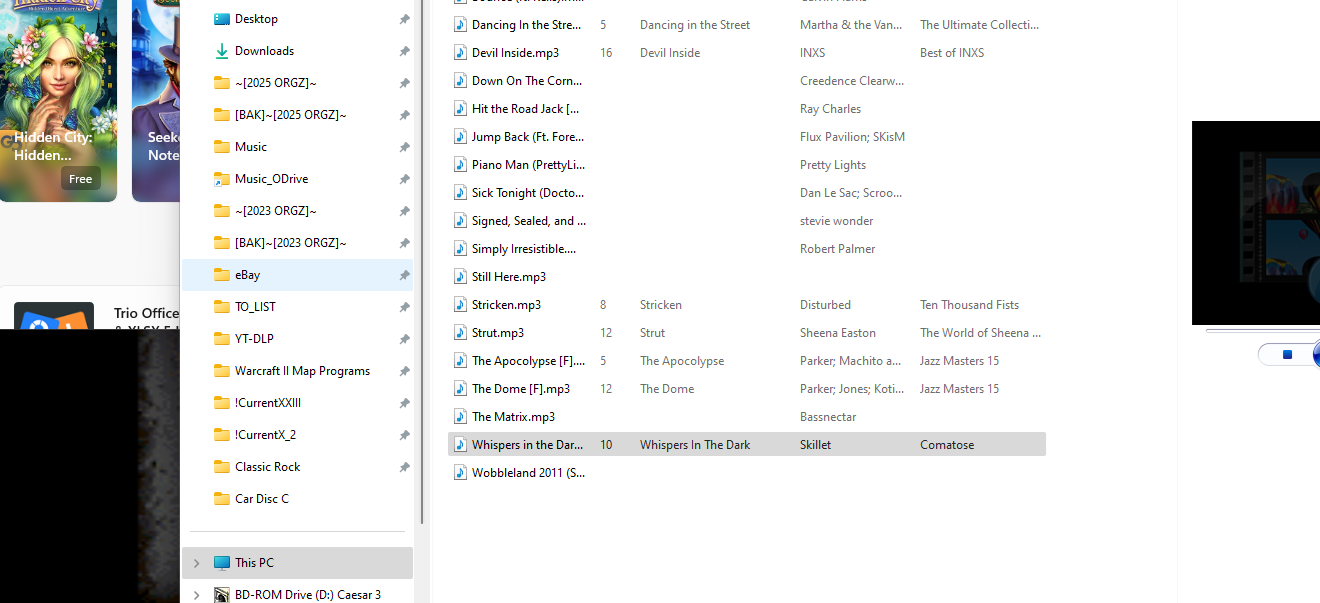 Hidden City:
Hidden...
Free
Seek
Note
Trio Office
Desktop
Downloads
~[2025 ORGZ]~
[BAK]~[2025 ORGZ]~
Music
Music_ODrive
~[2023 ORGZ]~
[BAK]~[2023 ORGZ]~
eBay
TO_LIST
YT-DLP
Warcraft II Map Programs
!CurrentXXIII
!CurrentX_2
Classic Rock
Car Disc C
This PC
BD-ROM Drive (D:) Caesar 3
Dancing In the Stre... 5 Dancing in the Street Martha & the Van... The Ultimate Collecti...
Devil Inside.mp3 16 Devil Inside INXS Best of INXS
Down On The Corn... Creedence Clearw...
Hit the Road Jack [... Ray Charles
Jump Back (Ft. Fore... Flux Pavilion; SKisM
Piano Man (PrettyLi... Pretty Lights
Sick Tonight (Docto... Dan Le Sac; Scroo...
Signed, Sealed, and ... stevie wonder
Simply Irresistible.... Robert Palmer
Still Here.mp3
Stricken.mp3 8 Stricken Disturbed Ten Thousand Fists
Strut.mp3 12 Strut Sheena Easton The World of Sheena ...
The Apocolypse [F].... 5 The Apocolypse Parker; Machito a... Jazz Masters 15
The Dome [F].mp3 12 The Dome Parker; Jones; Koti... Jazz Masters 15
The Matrix.mp3 Bassnectar
Whispers in the Dar... 10 Whispers In The Dark Skillet Comatose
Wobbleland 2011 (S...